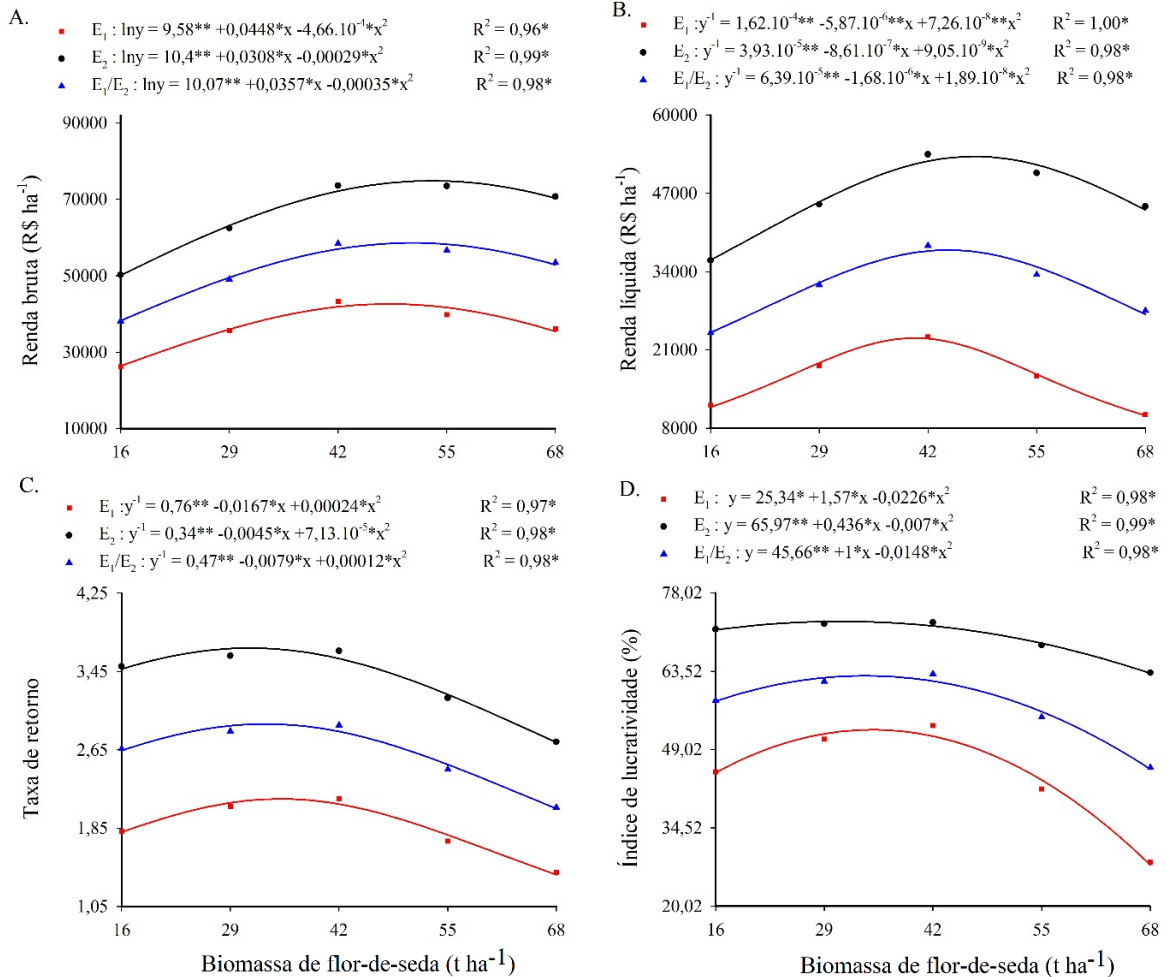 A.
E₁ : lny = 9,58** +0,0448*x -4,66.10⁻⁴*x² R² = 0,96*
E₂ : lny = 10,4** +0,0308*x -0,00029*x² R² = 0,99*
E₁/E₂ : lny = 10,07** +0,0357*x -0,00035*x² R² = 0,98*
Renda bruta (R$ ha⁻¹)
90000
70000
50000
30000
10000
16 29 42 55 68
B.
E₁ :y⁻¹ = 1,62.10⁻⁴** -5,87.10⁻⁶**x +7,26.10⁻⁸**x² R² = 1,00*
E₂ : y⁻¹ = 3,93.10⁻⁵** -8,61.10⁻⁷*x +9,05.10⁻⁹*x² R² = 0,98*
E₁/E₂ : y⁻¹ = 6,39.10⁻⁵** -1,68.10⁻⁶*x +1,89.10⁻⁸*x² R² = 0,98*
Renda líquida (R$ ha⁻¹)
60000
47000
34000
21000
8000
16 29 42 55 68
C.
E₁ :y⁻¹ = 0,76** -0,0167*x +0,00024*x² R² = 0,97*
E₂ : y⁻¹ = 0,34** -0,0045*x +7,13.10⁻⁵*x² R² = 0,98*
E₁/E₂ : y⁻¹ = 0,47** -0,0079*x +0,00012*x² R² = 0,98*
Taxa de retorno
4,25
3,45
2,65
1,85
1,05
16 29 42 55 68
Biomassa de flor-de-seda (t ha⁻¹)
D.
E₁ : y = 25,34* +1,57*x -0,0226*x² R² = 0,98*
E₂ : y = 65,97** +0,436*x -0,007*x² R² = 0,99*
E₁/E₂ : y = 45,66** +1*x -0,0148*x² R² = 0,98*
Índice de lucratividade (%)
78,02
63,52
49,02
34,52
20,02
16 29 42 55 68
Biomassa de flor-de-seda (t ha⁻¹)